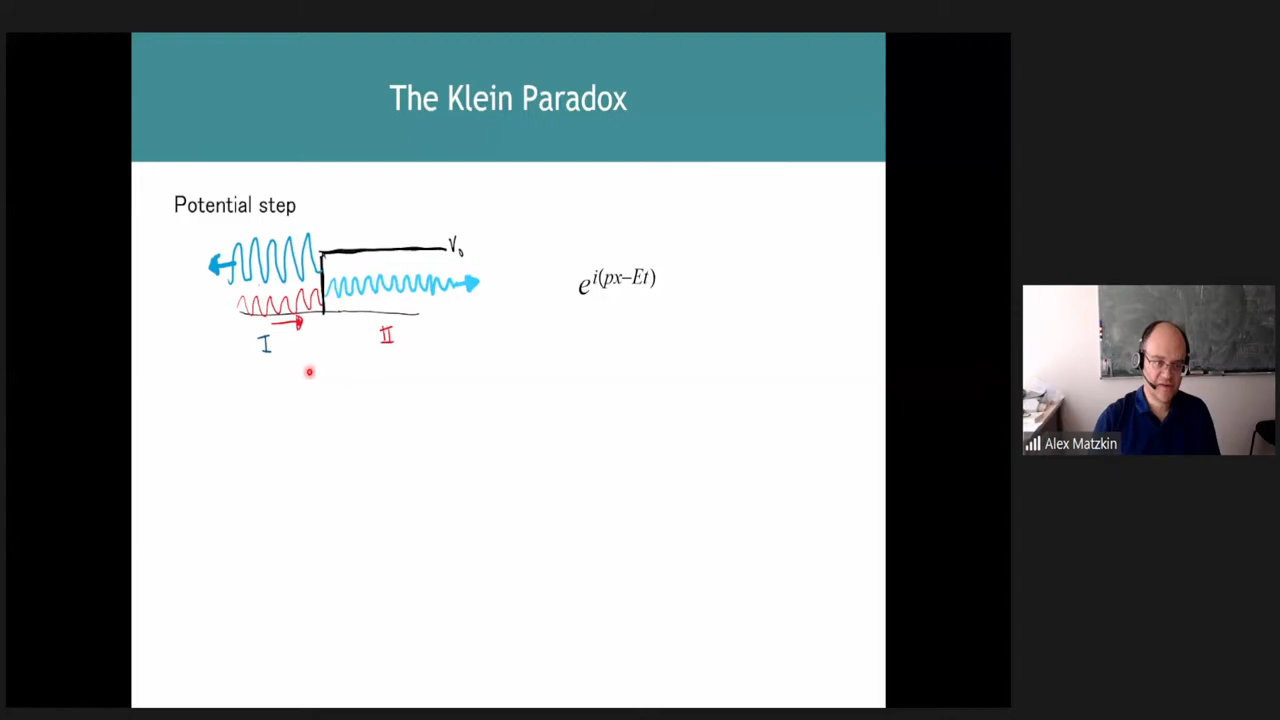 The Klein Paradox
Potential step
V₀
e^{i(px–Et)}
I
II
Alex Matzkin